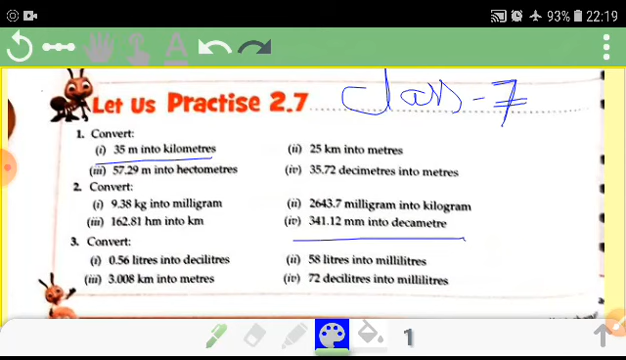 93% 22:19
A
Let Us Practise 2.7 Class - 7
1. Convert:
(i) 35 m into kilometres (ii) 25 km into metres
(iii) 57.29 m into hectometres (iv) 35.72 decimetres into metres
2. Convert:
(i) 9.38 kg into milligram (ii) 2643.7 milligram into kilogram
(iii) 162.81 hm into km (iv) 341.12 mm into decametre
3. Convert:
(i) 0.56 litres into decilitres (ii) 58 litres into millilitres
(iii) 3.008 km into metres (iv) 72 decilitres into millilitres
1